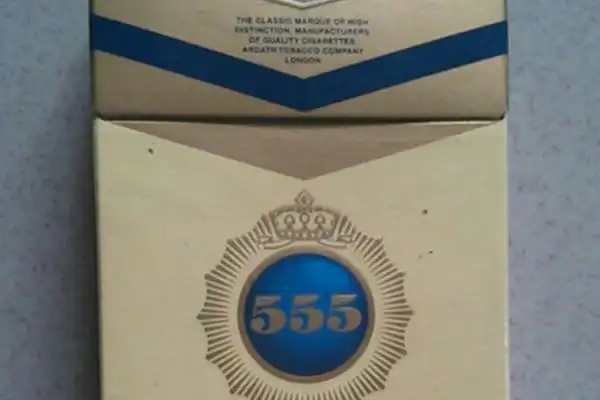 THE CLASSIC MARQUE OF HIGH
DISTINCTION, MANUFACTURERS
OF QUALITY CIGARETTES,
ARDATH TOBACCO COMPANY
LONDON
555